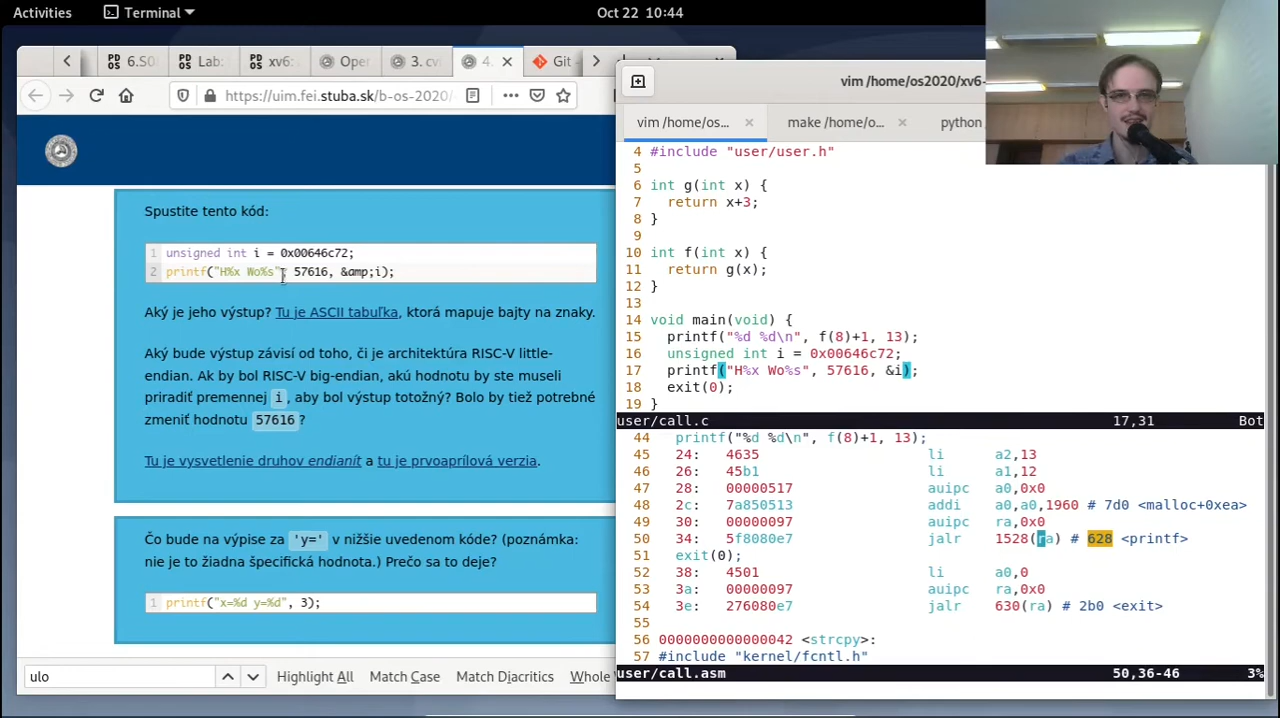 Activities
Terminal
Oct 22 10:44
6.S0
Lab:
xv6:
Oper
3. cvi
4.
Git -
https://uim.fei.stuba.sk/b-os-2020/
Spustite tento kód:
1 unsigned int i = 0x00646c72;
2 printf("H%x Wo%s", 57616, &amp;i);
Aký je jeho výstup? Tu je ASCII tabuľka, ktorá mapuje bajty na znaky.
Aký bude výstup závisí od toho, či je architektúra RISC-V little-
endian. Ak by bol RISC-V big-endian, akú hodnotu by ste museli
priradiť premennej i, aby bol výstup totožný? Bolo by tiež potrebné
zmeniť hodnotu 57616?
Tu je vysvetlenie druhov endianít a tu je prvoaprílová verzia.
Čo bude na výpise za 'y=' v nižšie uvedenom kóde? (poznámka:
nie je to žiadna špecifická hodnota.) Prečo sa to deje?
1 printf("x=%d y=%d", 3);
ulo
Highlight All
Match Case
Match Diacritics
Whole
vim /home/os2020/xv6-
vim /home/os...
make /home/o...
python
4 #include "user/user.h"
5
6 int g(int x) {
7 return x+3;
8 }
9
10 int f(int x) {
11 return g(x);
12 }
13
14 void main(void) {
15 printf("%d %d\n", f(8)+1, 13);
16 unsigned int i = 0x00646c72;
17 printf("H%x Wo%s", 57616, &i);
18 exit(0);
19 }
user/call.c 17,31 Bot
44 printf("%d %d\n", f(8)+1, 13);
45 24: 4635 li a2,13
46 26: 45b1 li a1,12
47 28: 00000517 auipc a0,0x0
48 2c: 7a850513 addi a0,a0,1960 # 7d0 <malloc+0xea>
49 30: 00000097 auipc ra,0x0
50 34: 5f8080e7 jalr 1528(ra) # 628 <printf>
51 exit(0);
52 38: 4501 li a0,0
53 3a: 00000097 auipc ra,0x0
54 3e: 276080e7 jalr 630(ra) # 2b0 <exit>
55
56 0000000000000042 <strcpy>:
57 #include "kernel/fcntl.h"
user/call.asm 50,36-46 3%